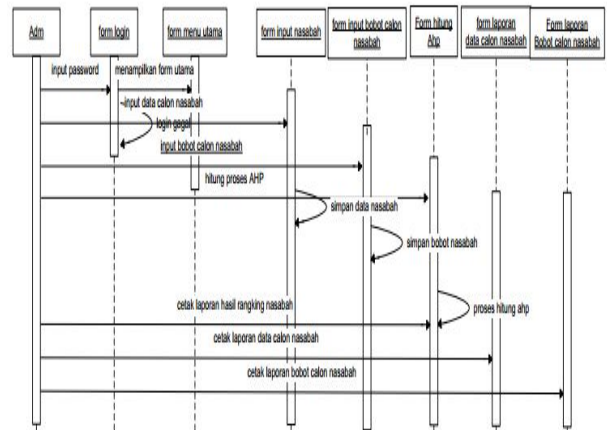 Adm
form login
form menu utama
form input nasabah
form input bobot calon
nasabah
Form hitung
Ahp
form laporan
data calon nasabah
Form laporan
Bobot calon nasabah
input password
menampilkan form utama
input data calon nasabah
login gagal
input bobot calon nasabah
hitung proses AHP
simpan data nasabah
simpan bobot nasabah
cetak laporan hasil rangking nasabah
proses hitung ahp
cetak laporan data calon nasabah
cetak laporan bobot calon nasabah